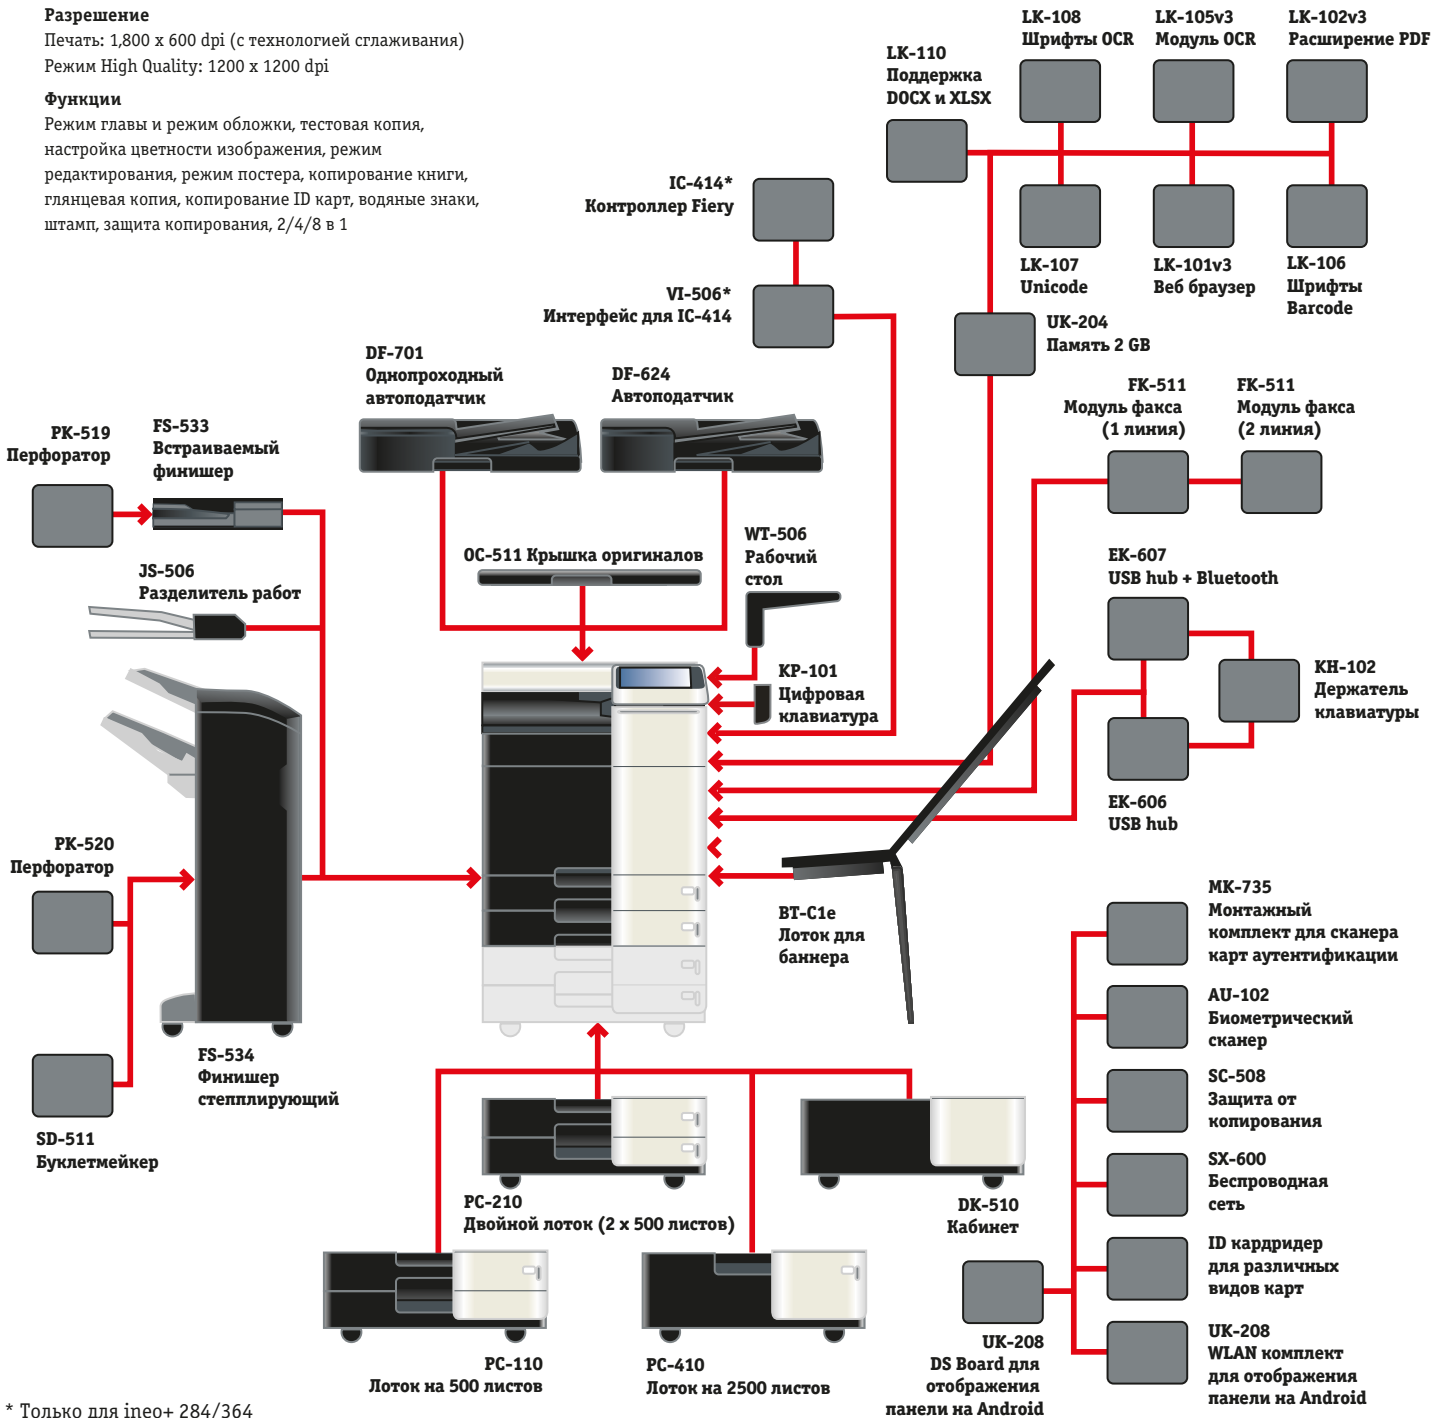 Разрешение
Печать: 1,800 x 600 dpi (с технологией сглаживания)
Режим High Quality: 1200 x 1200 dpi
Функции
Режим главы и режим обложки, тестовая копия,
настройка цветности изображения, режим
редактирования, режим постера, копирование книги,
глянцевая копия, копирование ID карт, водяные знаки,
штамп, защита копирования, 2/4/8 в 1
LK-108
Шрифты OCR
LK-105v3
Модуль OCR
LK-102v3
Расширение PDF
LK-110
Поддержка
DOCX и XLSX
IC-414*
Контроллер Fiery
LK-107
Unicode
LK-101v3
Веб браузер
LK-106
Шрифты
Barcode
VI-506*
Интерфейс для IC-414
UK-204
Память 2 GB
DF-701
Однопроходный
автоподатчик
DF-624
Автоподатчик
FK-511
Модуль факса
(1 линия)
FK-511
Модуль факса
(2 линия)
PK-519
Перфоратор
FS-533
Встраиваемый
финишер
OC-511 Крышка оригиналов
WT-506
Рабочий
стол
EK-607
USB hub + Bluetooth
JS-506
Разделитель работ
KP-101
Цифровая
клавиатура
KH-102
Держатель
клавиатуры
EK-606
USB hub
PK-520
Перфоратор
BT-C1e
Лоток для
баннера
MK-735
Монтажный
комплект для сканера
карт аутентификации
AU-102
Биометрический
сканер
FS-534
Финишер
степплирующий
SC-508
Защита от
копирования
SD-511
Буклетмейкер
SX-600
Беспроводная
сеть
PC-210
Двойной лоток (2 x 500 листов)
DK-510
Кабинет
ID кардридер
для различных
видов карт
PC-110
Лоток на 500 листов
PC-410
Лоток на 2500 листов
UK-208
DS Board для
отображения
панели на Android
UK-208
WLAN комплект
для отображения
панели на Android
* Только для ineo+ 284/364